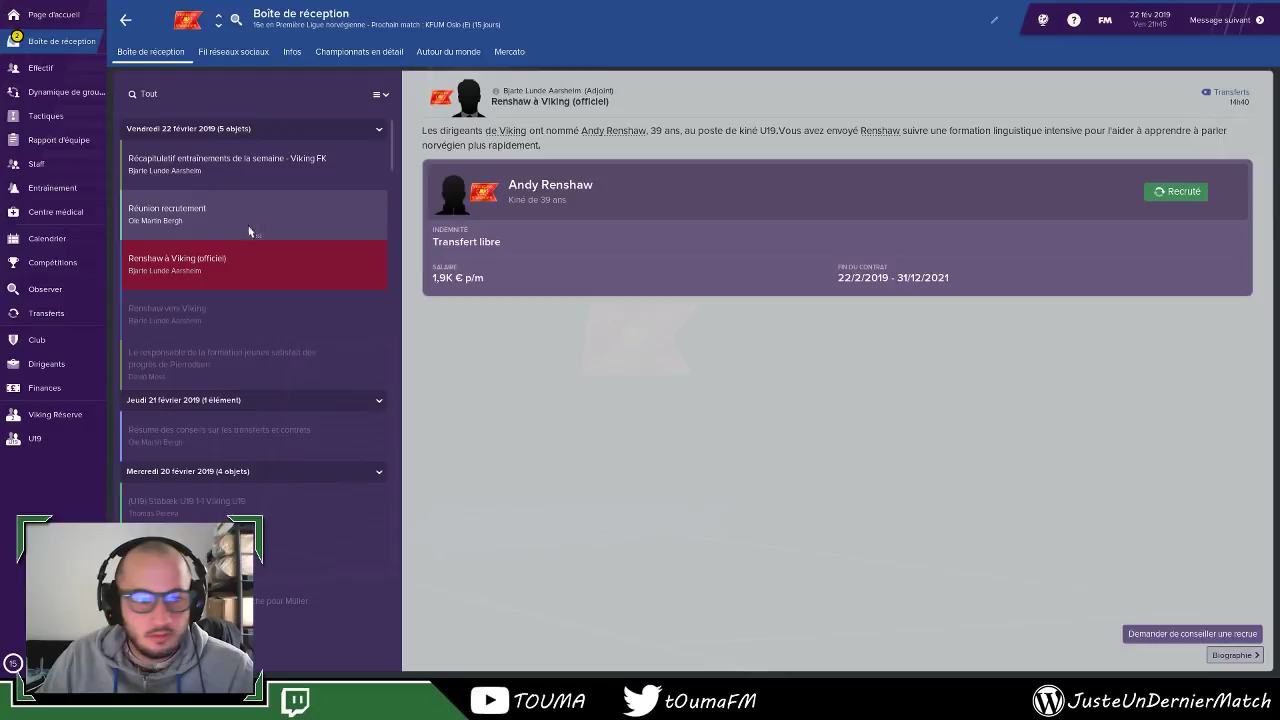 Page d'accueil
2
Boîte de réception
Effectif
Dynamique de grou...
Tactiques
Rapport d'équipe
Staff
Entraînement
Centre médical
Calendrier
Compétitions
Observer
Transferts
Club
Dirigeants
Finances
Viking Réserve
U19
15
Boîte de réception
16e en Première Ligue norvégienne - Prochain match : KFUM Oslo (E) (15 jours)
FM
22 fév 2019
Ven 21h15
Message suivant
Boîte de réception
Fil réseaux sociaux
Infos
Championnats en détail
Autour du monde
Mercato
Tout
Vendredi 22 février 2019 (5 objets)
Récapitulatif entraînements de la semaine - Viking FK
Bjarte Lunde Aarsheim
Réunion recrutement
Ole Martin Bergh
Renshaw à Viking (officiel)
Bjarte Lunde Aarsheim
Renshaw vers Viking
Bjarte Lunde Aarsheim
Le responsable de la formation jeunes satisfait des
progrès de
David Moss
Jeudi 21 février 2019 (1 élément)
Résumé des conseils sur les transferts et contrats
Ole Martin Bergh
Mercredi 20 février 2019 (4 objets)
(U19) Stabæk U19 1-1 Viking U19
Thomas Pereira
pour Müller
Bjarte Lunde Aarsheim (Adjoint)
Renshaw à Viking (officiel)
Transferts
14h40
Les dirigeants de Viking ont nommé Andy Renshaw, 39 ans, au poste de kiné U19.Vous avez envoyé Renshaw suivre une formation linguistique intensive pour l'aider à apprendre à parler
norvégien plus rapidement.
Andy Renshaw
Kiné de 39 ans
Recruté
INDEMNITÉ
Transfert libre
SALAIRE
1,9K € p/m
FIN DU CONTRAT
22/2/2019 - 31/12/2021
Demander de conseiller une recrue
Biographie
TOUMA
tOumaFM
JusteUnDernierMatch